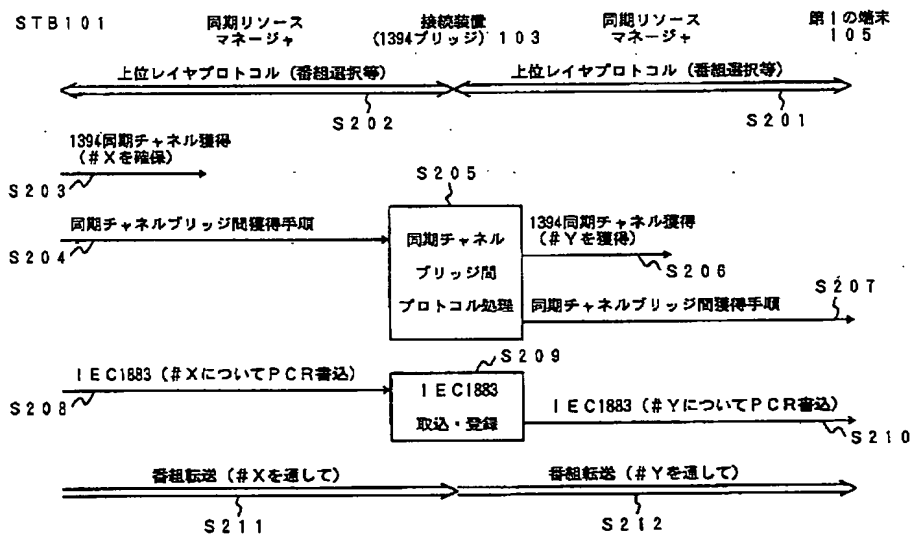 STB101
同期リソース
マネージャ
接続装置
(1394ブリッジ) 103
同期リソース
マネージャ
第1の端末
105
上位レイヤプロトコル (番組選択等)
上位レイヤプロトコル (番組選択等)
S202
S201
1394同期チャネル獲得
(#Xを確保)
S203
S205
同期チャネルブリッジ間獲得手順
S204
同期チャネル
ブリッジ間
プロトコル処理
1394同期チャネル獲得
(#Yを獲得)
S206
S207
同期チャネルブリッジ間獲得手順
S209
IEC1883 (#XについてPCR書込)
S208
IEC1883
取込・登録
IEC1883 (#YについてPCR書込)
S210
番組転送 (#Xを通して)
番組転送 (#Yを通して)
S211
S212